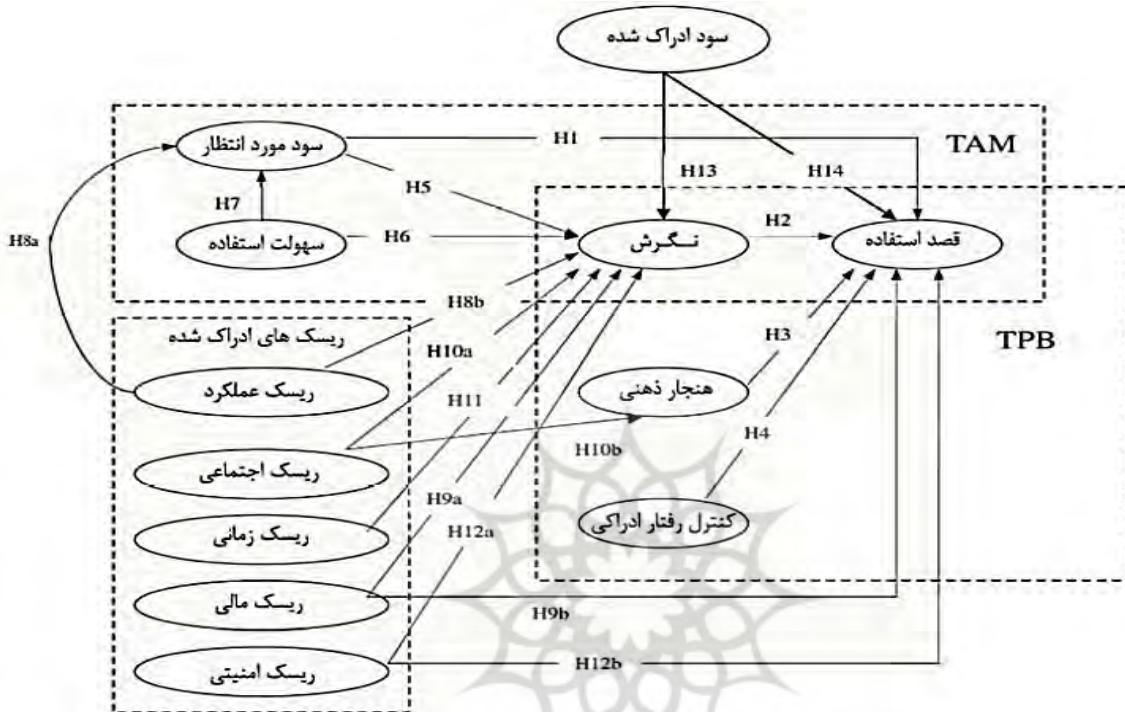 سود ادراک شده
TAM
H1
سود مورد انتظار
H5
H13
H14
H7
H8a
سهولت استفاده
H6
نــگرش
H2
قصد استفاده
H8b
TPB
ریسک های ادراک شده
H10a
H3
ریسک عملکرد
هنجار ذهنی
H11
H4
H10b
ریسک اجتماعی
H9a
کنترل رفتار ادراکی
H12a
ریسک زمانی
ریسک مالی
H9b
H12b
ریسک امنیتی